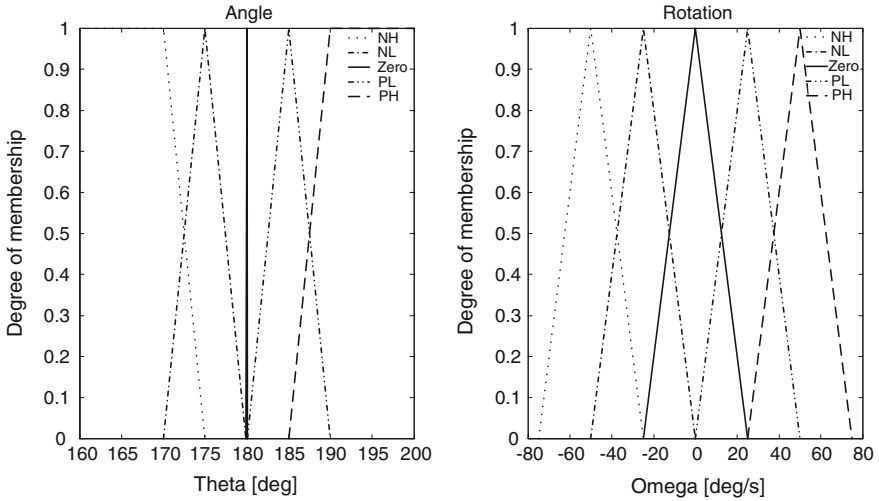 Angle
1
0.9
0.8
0.7
0.6
0.5
0.4
0.3
0.2
0.1
0
Degree of membership
NH
NL
Zero
PL
PH
160 165 170 175 180 185 190 195 200
Theta [deg]
Rotation
1
0.9
0.8
0.7
0.6
0.5
0.4
0.3
0.2
0.1
0
Degree of membership
NH
NL
Zero
PL
PH
-80 -60 -40 -20 0 20 40 60 80
Omega [deg/s]